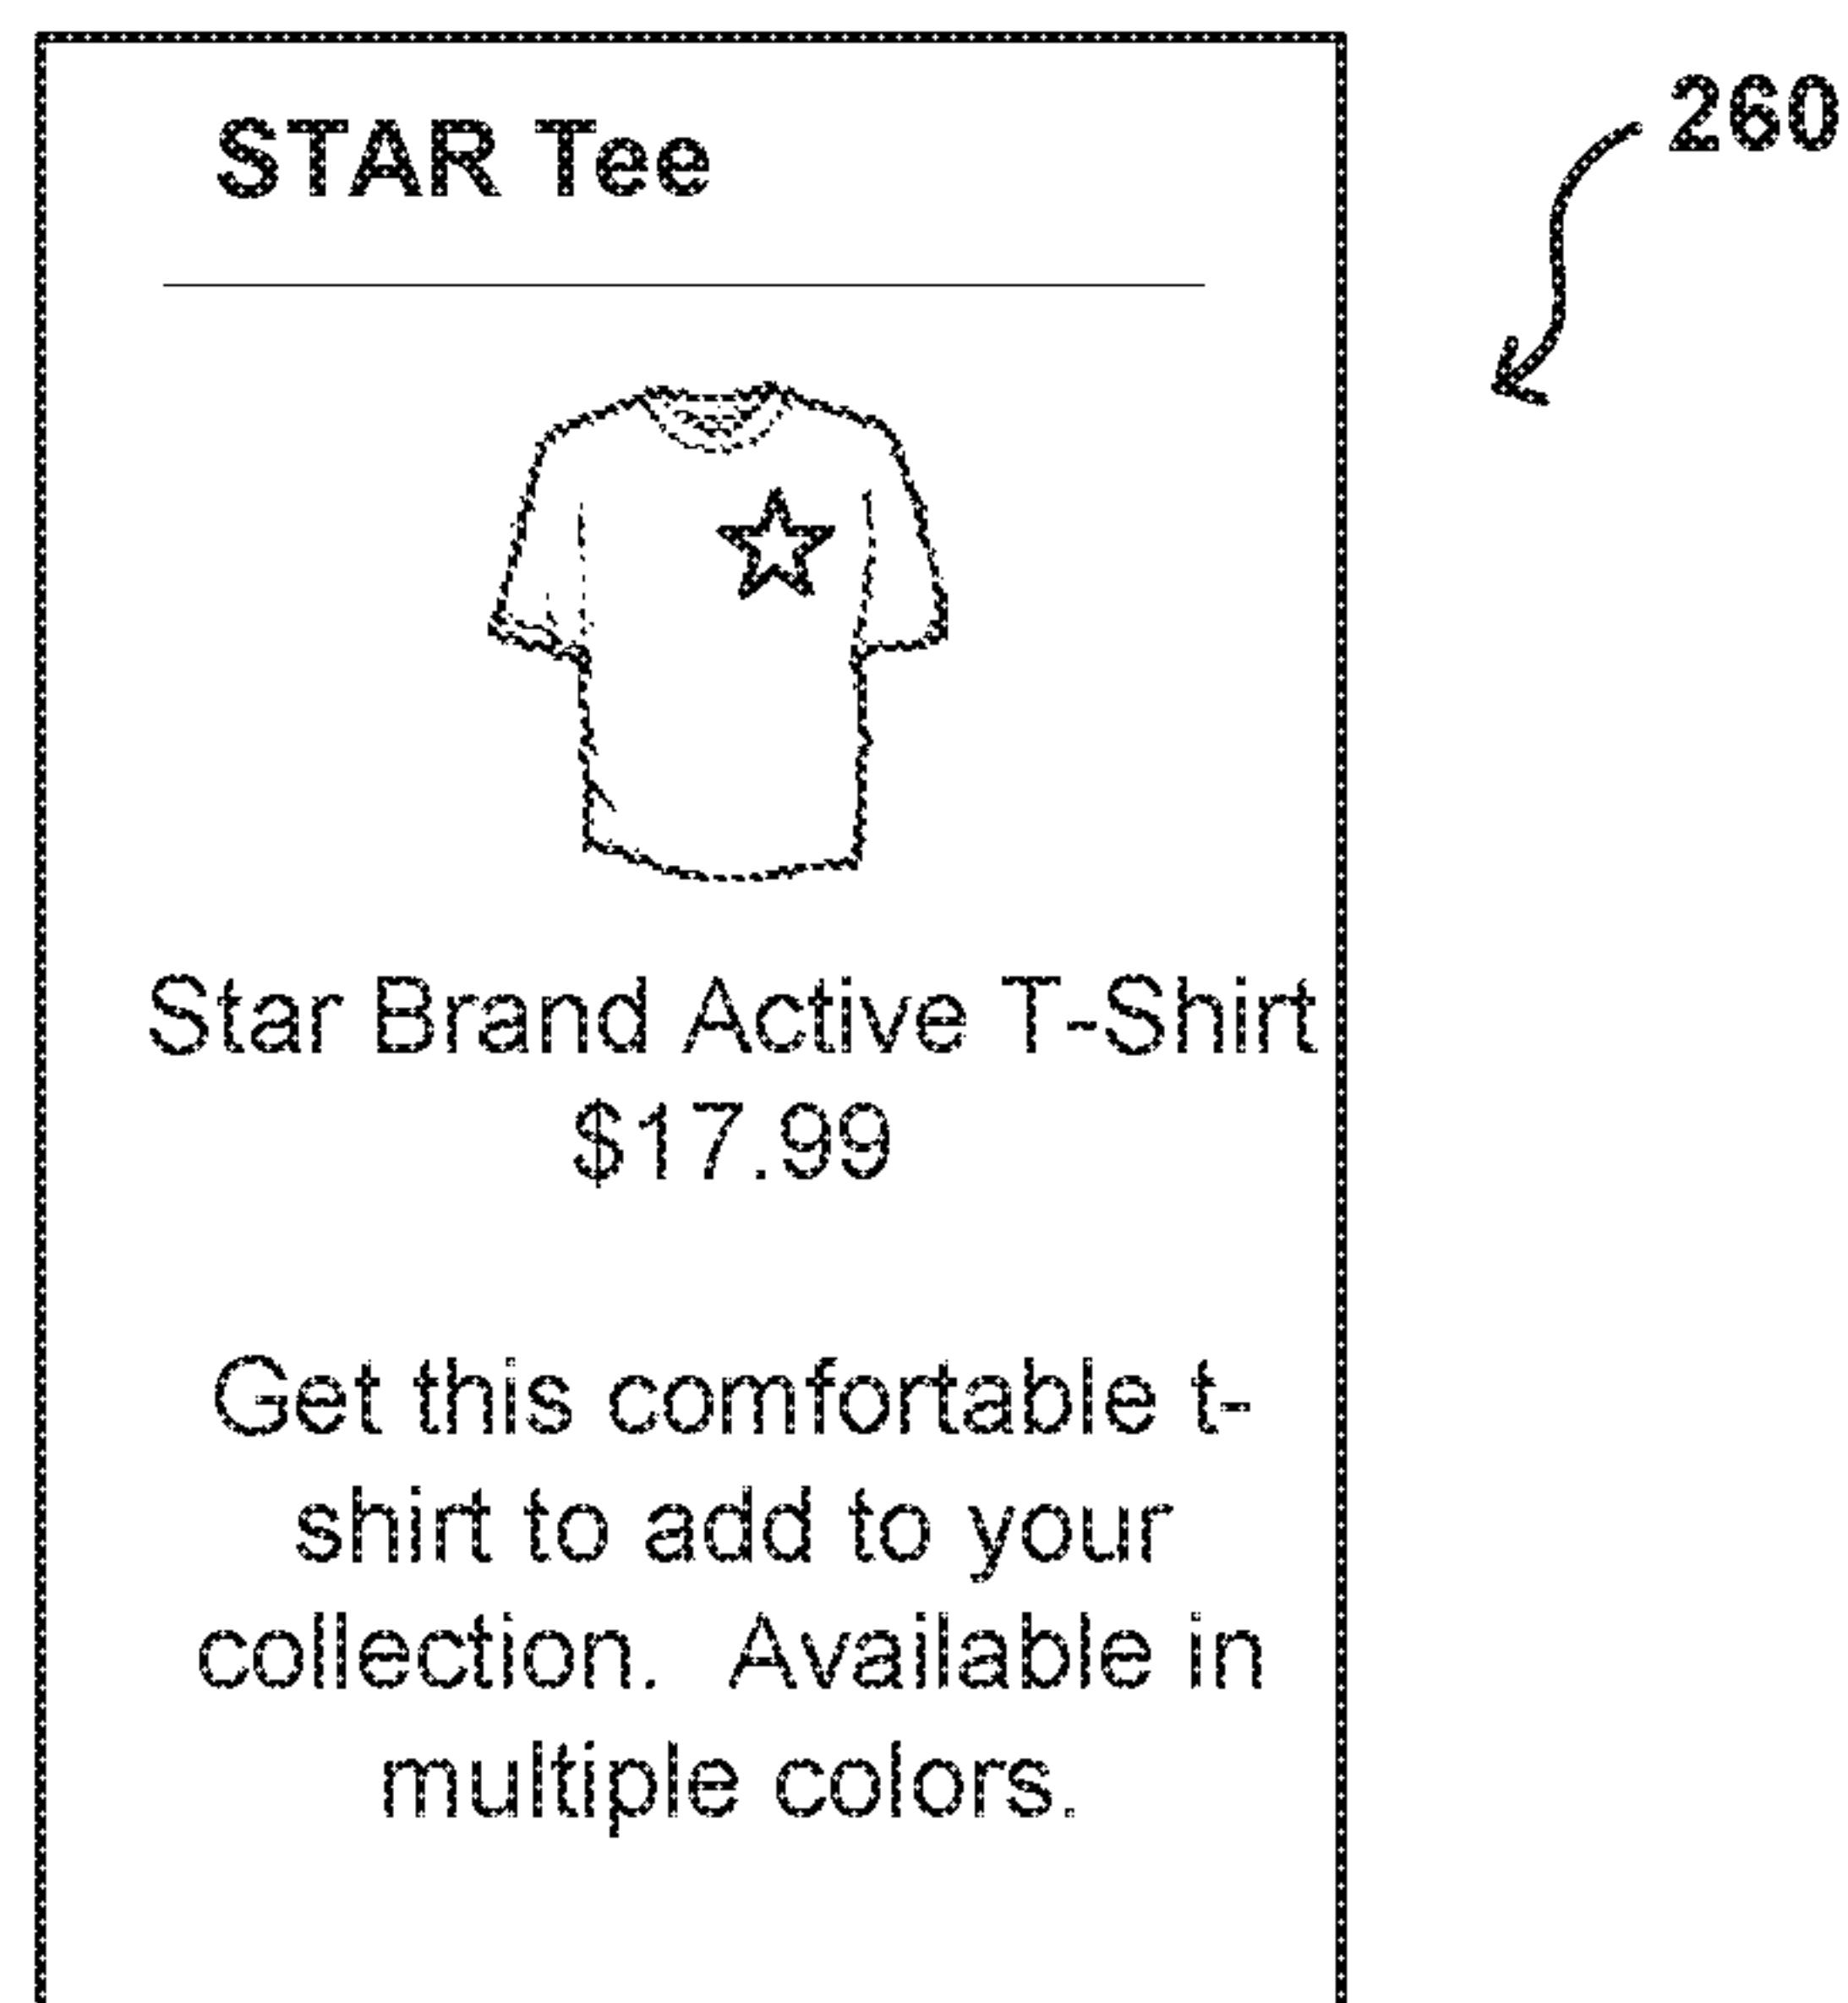 STAR Tee
260
Star Brand Active T-Shirt
$17.99
Get this comfortable t-
shirt to add to your
collection.  Available in
multiple colors.